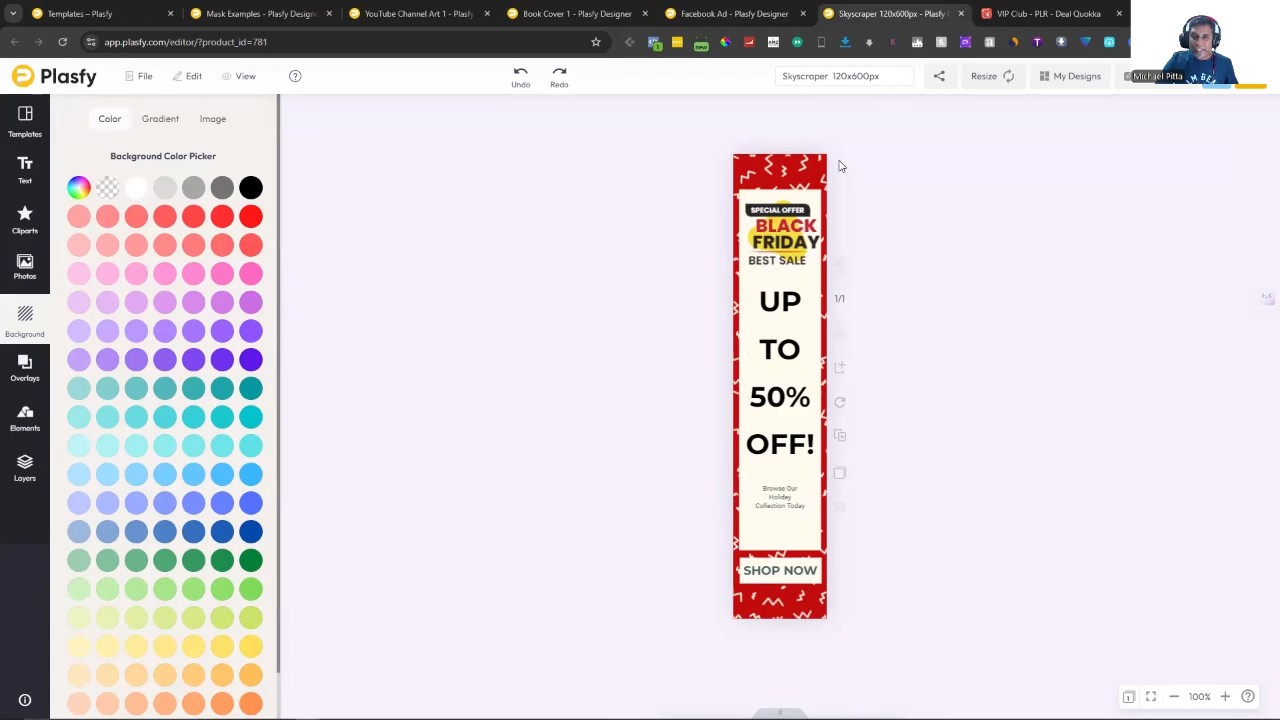 Templates – Plasfy
Mask Examples - Plasfy Designe
YouTube Channel Art 1 - Plasfy
Book Cover 1 - Plasfy Designer
Facebook Ad - Plasfy Designer
Skyscraper 120x600px - Plasfy
VIP Club - PLR - Deal Quokka
app.plasfy.com/editor/?product_id=781
new
Plasfy
File
Edit
View
Undo
Redo
Skyscraper 120x600px
Resize
My Designs
Michael Pitta
Templates
Text
Cliparts
Photos
Background
Overlays
Elements
Layers
Color
Gradient
Image
Background Color Picker
SPECIAL OFFER
BLACK
FRIDAY
BEST SALE
UP
TO
50%
OFF!
Browse Our
Holiday
Collection Today
SHOP NOW
1/1
100%